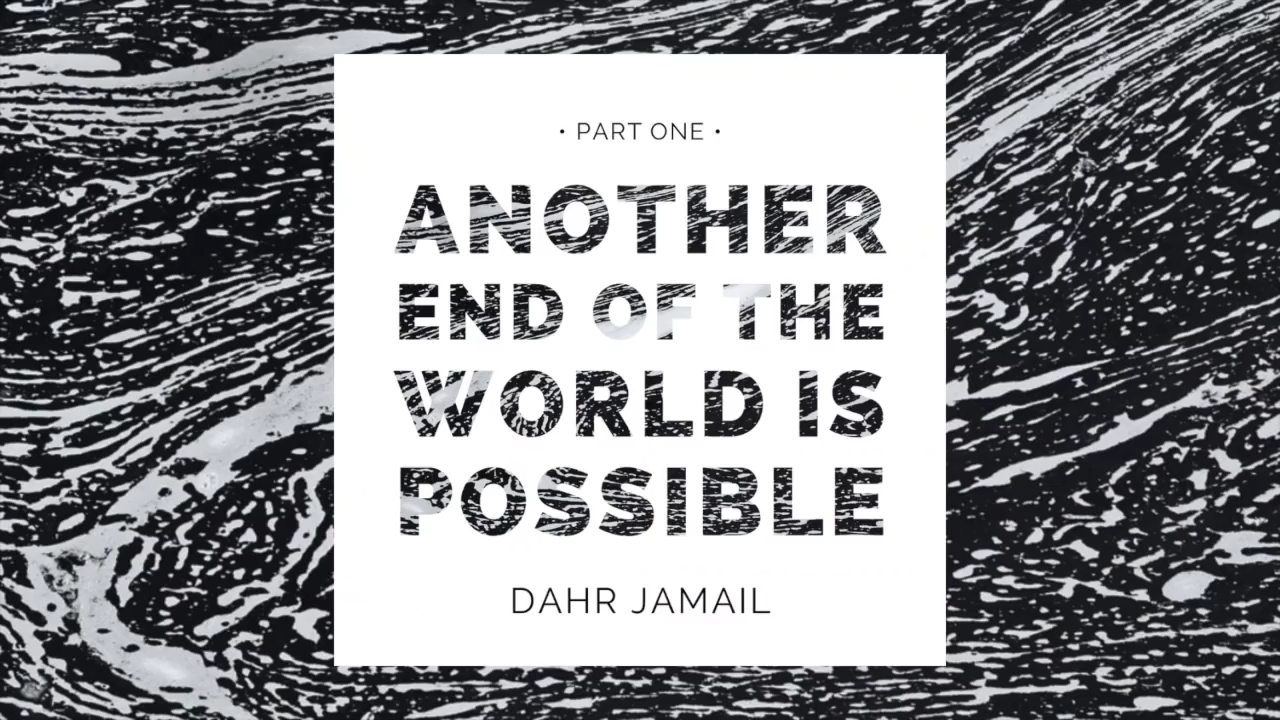 • PART ONE •
ANOTHER
END OF THE
WORLD IS
POSSIBLE
DAHR JAMAIL